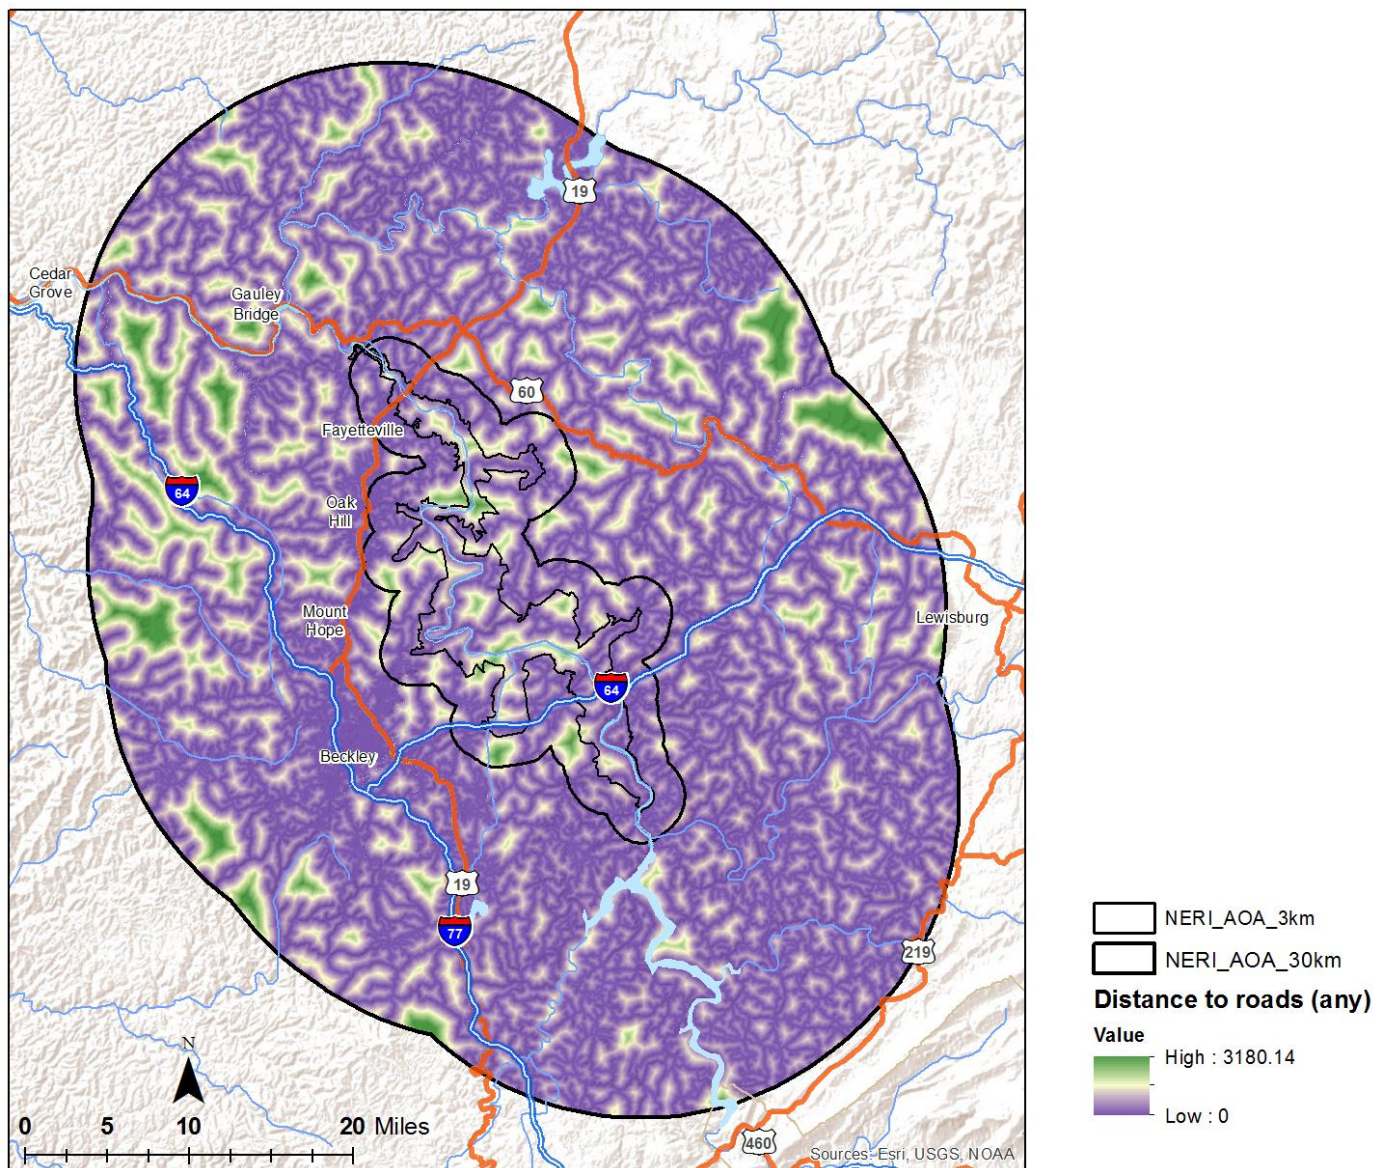 19
Cedar
Grove
Gauley
Bridge
60
Fayetteville
64
Oak
Hill
Mount
Hope
Lewisburg
64
Beckley
19
77
219
NERI_AOA_3km
NERI_AOA_30km
Distance to roads (any)
Value
High : 3180.14
Low : 0
N
0 5 10 20 Miles
460
Sources: Esri, USGS, NOAA